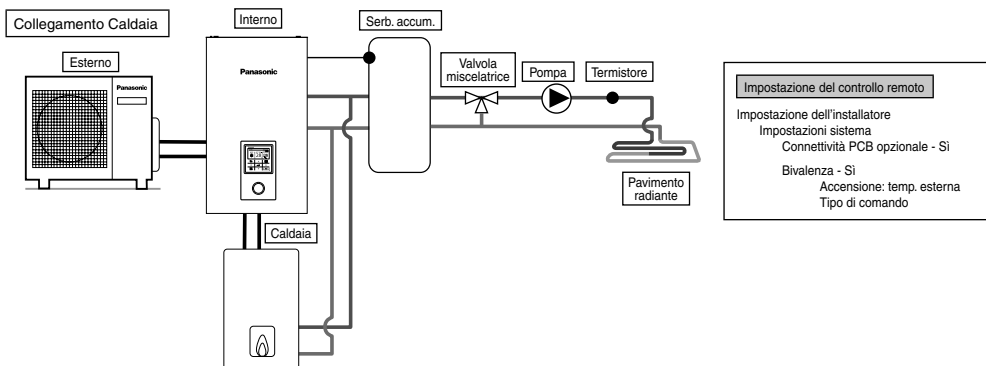 Collegamento Caldaia
Esterno
Panasonic
Interno
Panasonic
Serb. accum.
Valvola
miscelatrice
Pompa
Termistore
Pavimento
radiante
Caldaia
Impostazione del controllo remoto
Impostazione dell'installatore
Impostazioni sistema
Connettività PCB opzionale - Sì
Bivalenza - Sì
Accensione: temp. esterna
Tipo di comando